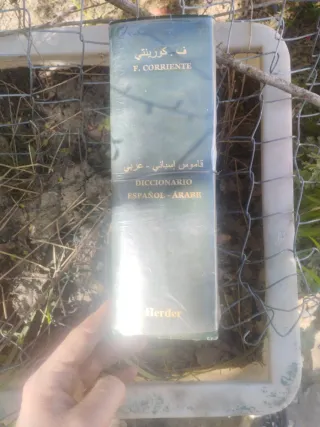 ف . كورينتي
F. CORRIENTE
قاموس إسباني - عربي
DICCIONARIO
ESPAÑOL - ÁRABE
Herder